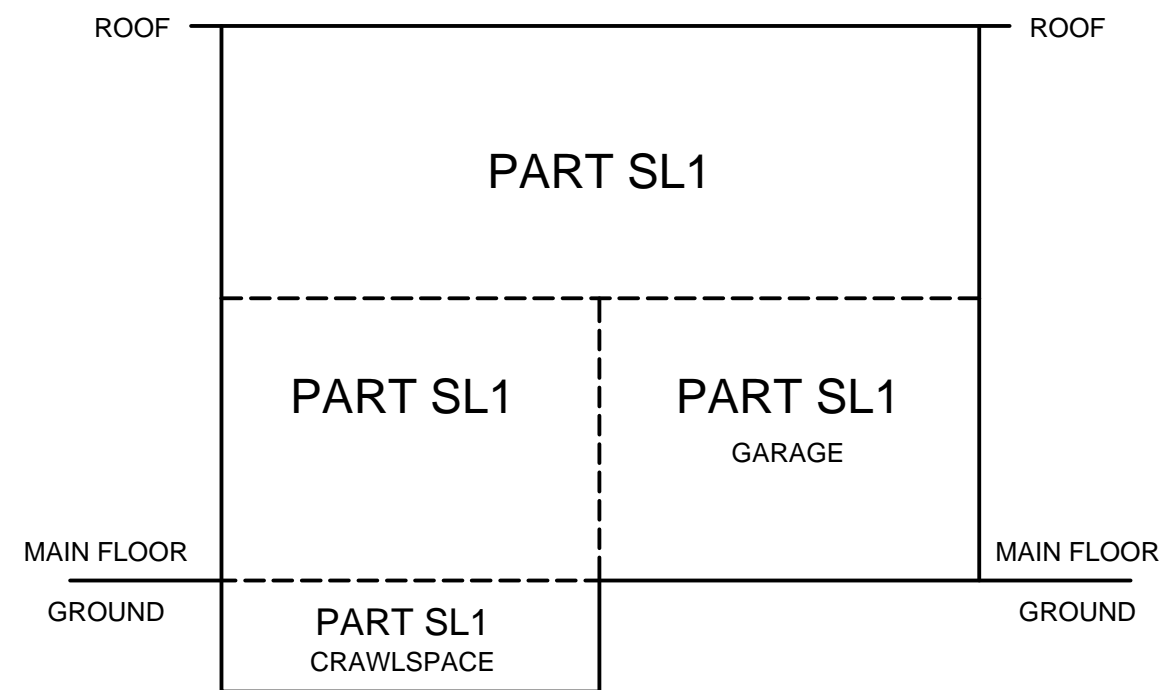 ROOF
ROOF
PART SL1
PART SL1
PART SL1
GARAGE
MAIN FLOOR
MAIN FLOOR
GROUND
GROUND
PART SL1
CRAWLSPACE